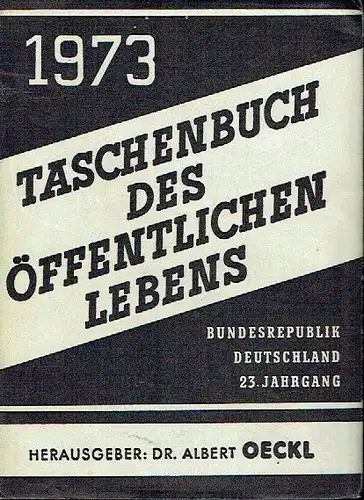 1973
TASCHENBUCH
DES
ÖFFENTLICHEN
LEBENS
BUNDESREPUBLIK
DEUTSCHLAND
23. JAHRGANG
HERAUSGEBER: DR. ALBERT OECKL